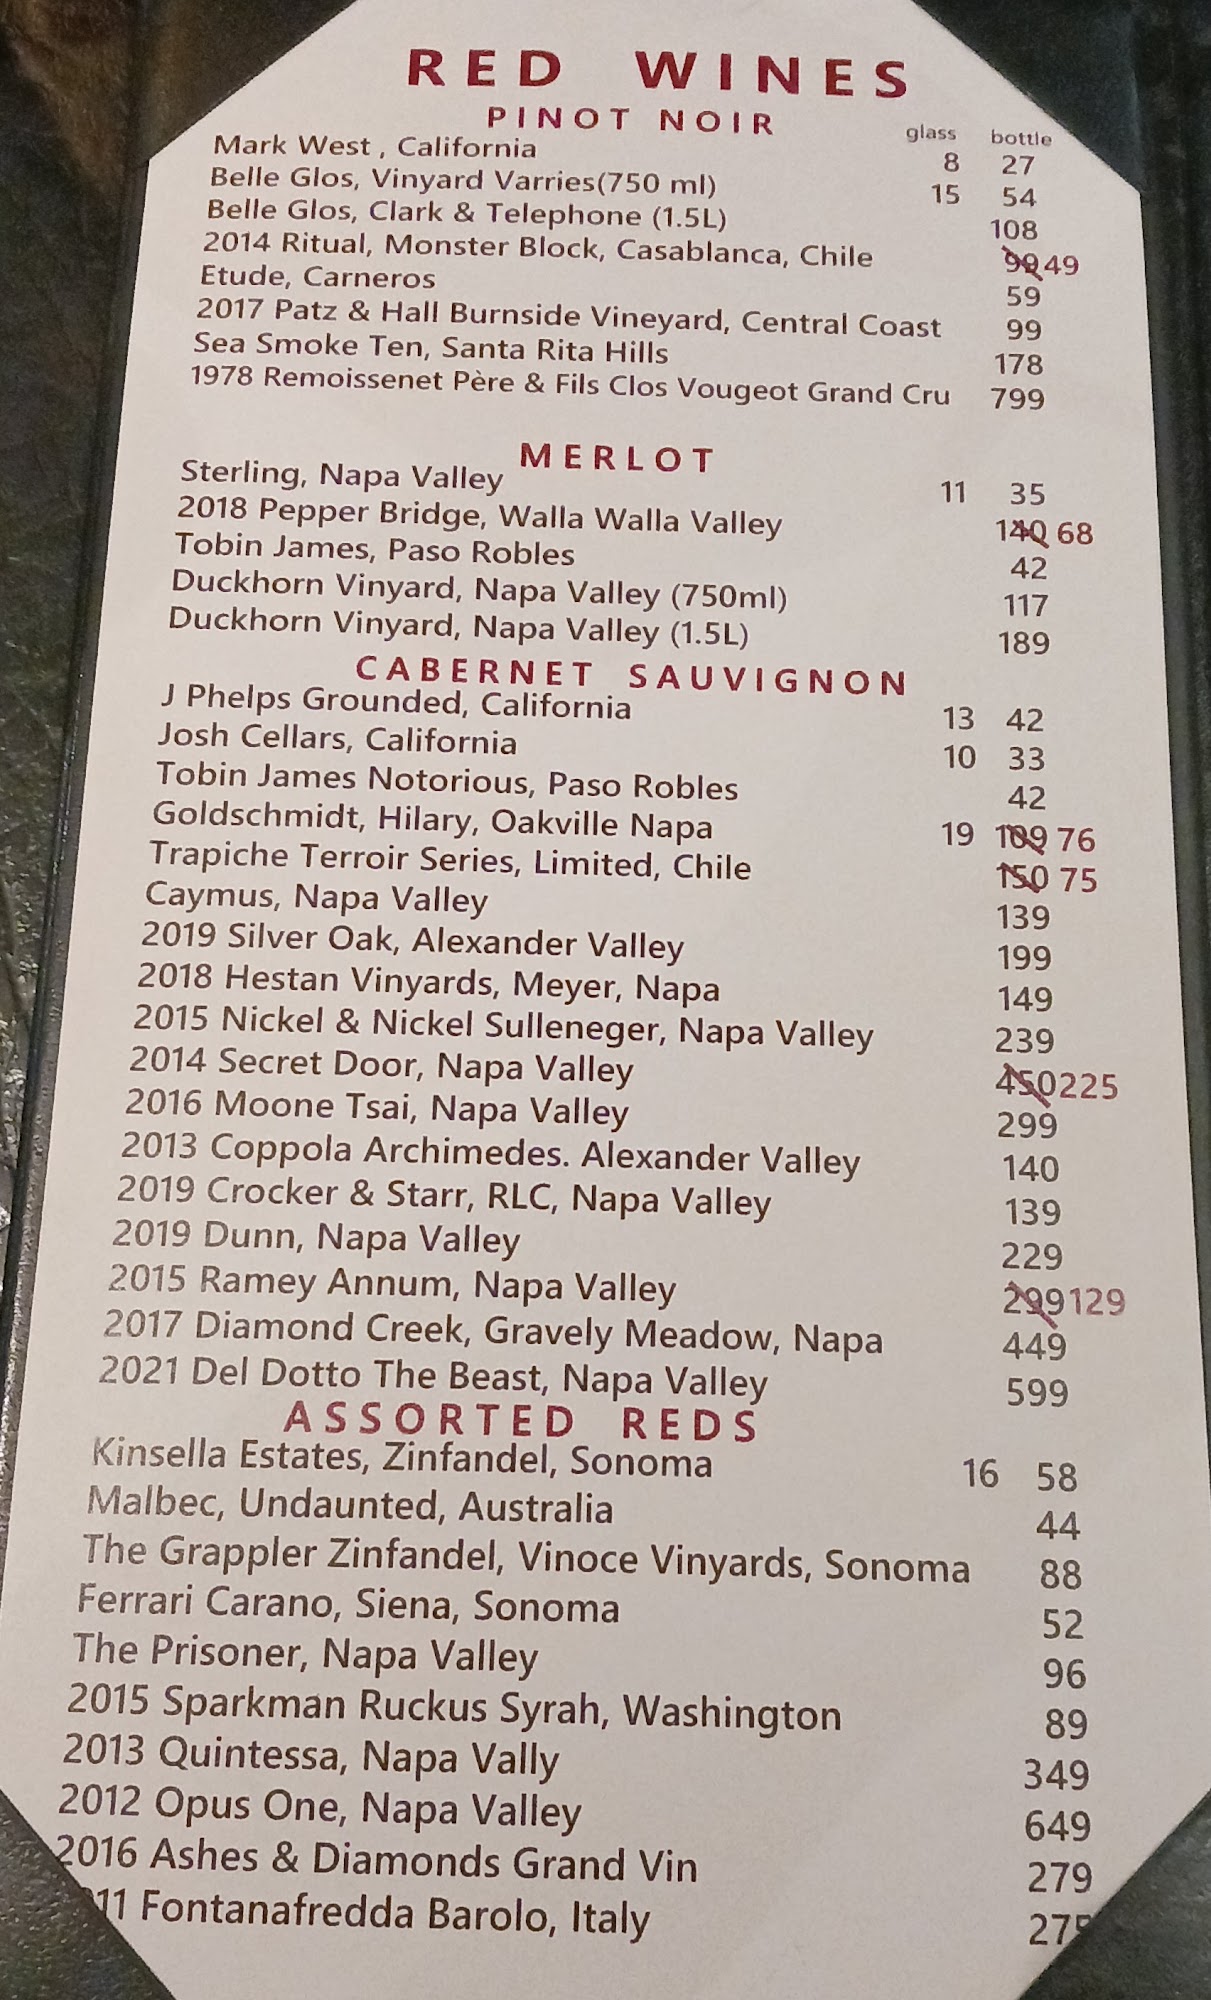 RED WINES
PINOT NOIR
glass bottle
Mark West , California 8 27
Belle Glos, Vinyard Varries(750 ml) 15 54
Belle Glos, Clark & Telephone (1.5L) 108
2014 Ritual, Monster Block, Casablanca, Chile 99 49
Etude, Carneros 59
2017 Patz & Hall Burnside Vineyard, Central Coast 99
Sea Smoke Ten, Santa Rita Hills 178
1978 Remoissenet Père & Fils Clos Vougeot Grand Cru 799
MERLOT
Sterling, Napa Valley 11 35
2018 Pepper Bridge, Walla Walla Valley 140 68
Tobin James, Paso Robles 42
Duckhorn Vinyard, Napa Valley (750ml) 117
Duckhorn Vinyard, Napa Valley (1.5L) 189
CABERNET SAUVIGNON
J Phelps Grounded, California 13 42
Josh Cellars, California 10 33
Tobin James Notorious, Paso Robles 42
Goldschmidt, Hilary, Oakville Napa 19 109 76
Trapiche Terroir Series, Limited, Chile 150 75
Caymus, Napa Valley 139
2019 Silver Oak, Alexander Valley 199
2018 Hestan Vinyards, Meyer, Napa 149
2015 Nickel & Nickel Sulleneger, Napa Valley 239
2014 Secret Door, Napa Valley 450 225
2016 Moone Tsai, Napa Valley 299
2013 Coppola Archimedes. Alexander Valley 140
2019 Crocker & Starr, RLC, Napa Valley 139
2019 Dunn, Napa Valley 229
2015 Ramey Annum, Napa Valley 299 129
2017 Diamond Creek, Gravely Meadow, Napa 449
2021 Del Dotto The Beast, Napa Valley 599
ASSORTED REDS
Kinsella Estates, Zinfandel, Sonoma 16 58
Malbec, Undaunted, Australia 44
The Grappler Zinfandel, Vinoce Vinyards, Sonoma 88
Ferrari Carano, Siena, Sonoma 52
The Prisoner, Napa Valley 96
2015 Sparkman Ruckus Syrah, Washington 89
2013 Quintessa, Napa Vally 349
2012 Opus One, Napa Valley 649
2016 Ashes & Diamonds Grand Vin 279
11 Fontanafredda Barolo, Italy 275